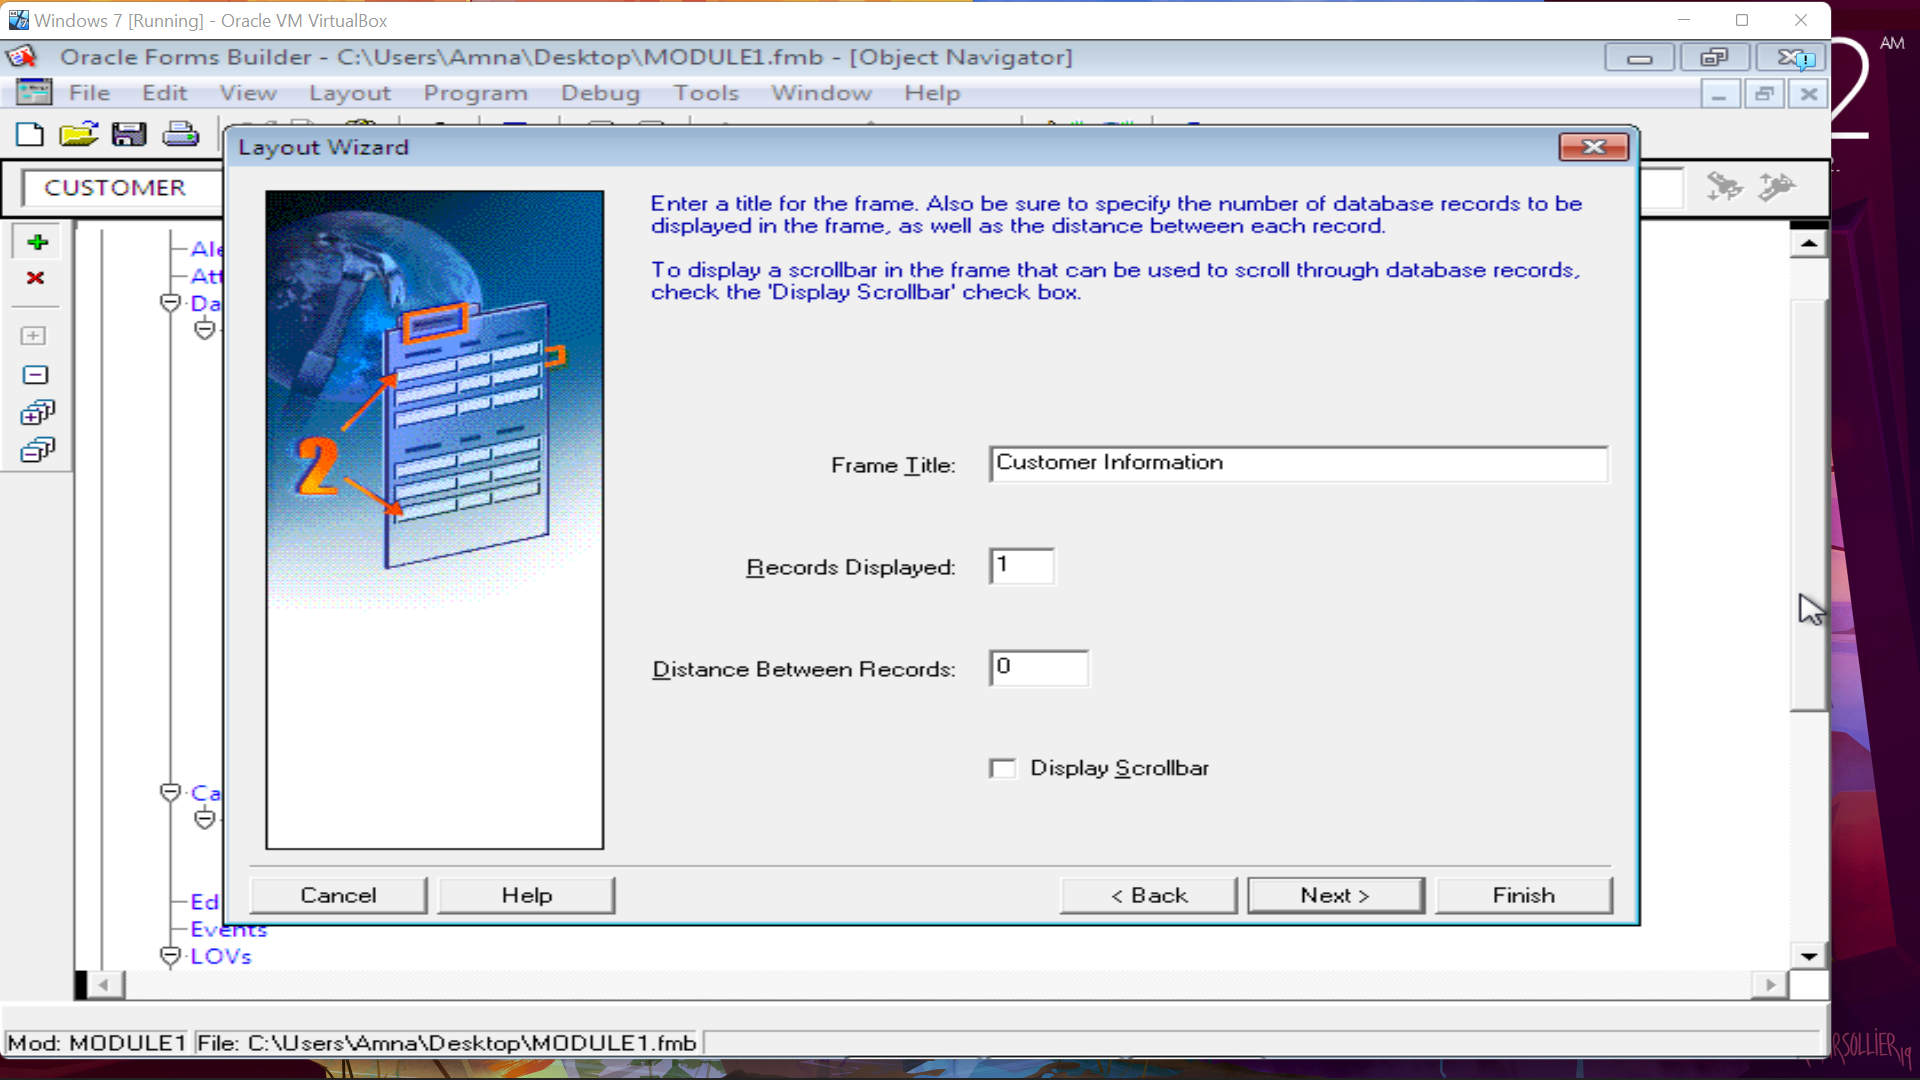 Windows 7 [Running] - Oracle VM VirtualBox
AM
2
Oracle Forms Builder - C:\Users\Amna\Desktop\MODULE1.fmb - [Object Navigator]
File Edit View Layout Program Debug Tools Window Help
Layout Wizard
CUSTOMER
Enter a title for the frame. Also be sure to specify the number of database records to be
displayed in the frame, as well as the distance between each record.
To display a scrollbar in the frame that can be used to scroll through database records,
check the 'Display Scrollbar' check box.
Ale
Att
Da
2
Frame Title: Customer Information
Records Displayed: 1
Distance Between Records: 0
Display Scrollbar
Ca
Cancel Help < Back Next > Finish
Ed
Events
LOVs
Mod: MODULE1 File: C:\Users\Amna\Desktop\MODULE1.fmb
RSOLLIER19